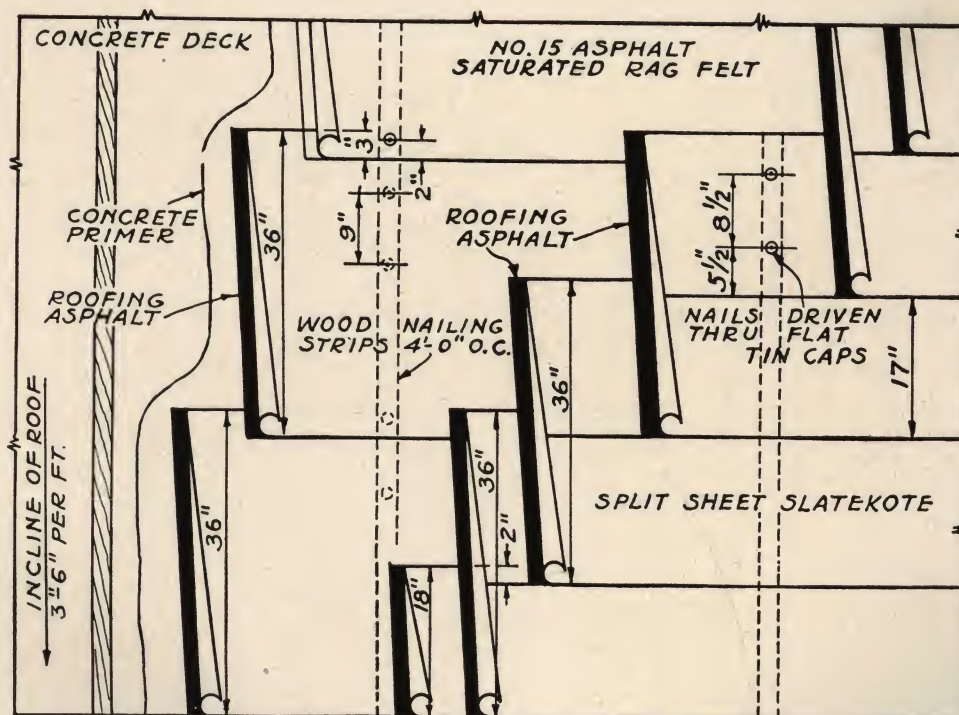 CONCRETE DECK
NO. 15 ASPHALT
SATURATED RAG FELT
3"
2"
9"
36"
CONCRETE
PRIMER
ROOFING
ASPHALT
ROOFING
ASPHALT
8 1/2"
5 1/2"
WOOD NAILING
STRIPS 4'-0" O.C.
NAILS DRIVEN
THRU FLAT
TIN CAPS
17"
36"
INCLINE OF ROOF
3"-6" PER FT.
36"
36"
2"
18"
SPLIT SHEET SLATEKOTE